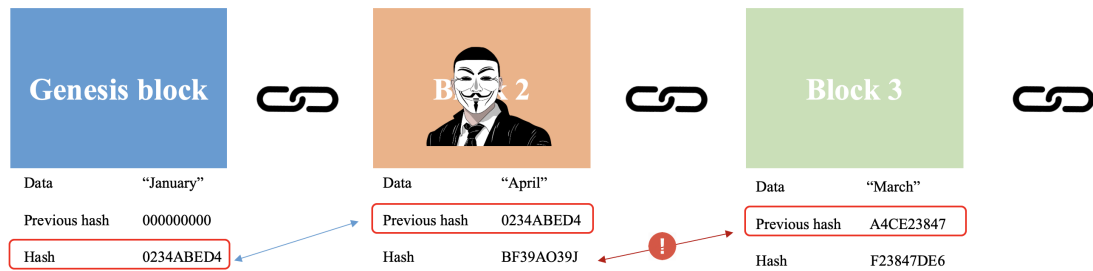 Genesis block
Block 2
Block 3
Data “January”
Previous hash 000000000
Hash 0234ABED4
Data “April”
Previous hash 0234ABED4
Hash BF39AO39J
!
Data “March”
Previous hash A4CE23847
Hash F23847DE6